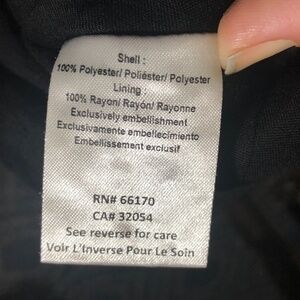 Shell :
100% Polyester/ Poliéster/ Polyester
Lining :
100% Rayon/ Rayón/ Rayonne
Exclusively embellishment
Exclusivamente embellecimiento
Embellissement exclusif
RN# 66170
CA# 32054
See reverse for care
Voir L'Inverse Pour Le Soin